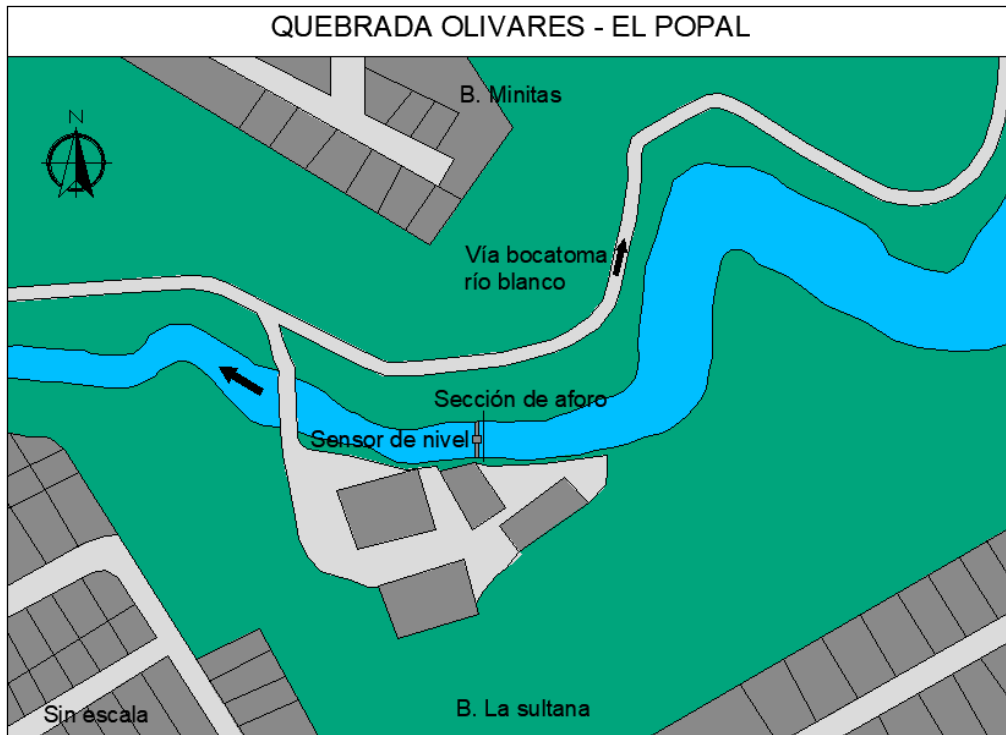 QUEBRADA OLIVARES - EL POPAL
B. Minitas
N
Vía bocatoma
río blanco
Sección de aforo
Sensor de nivel
B. La sultana
Sin escala